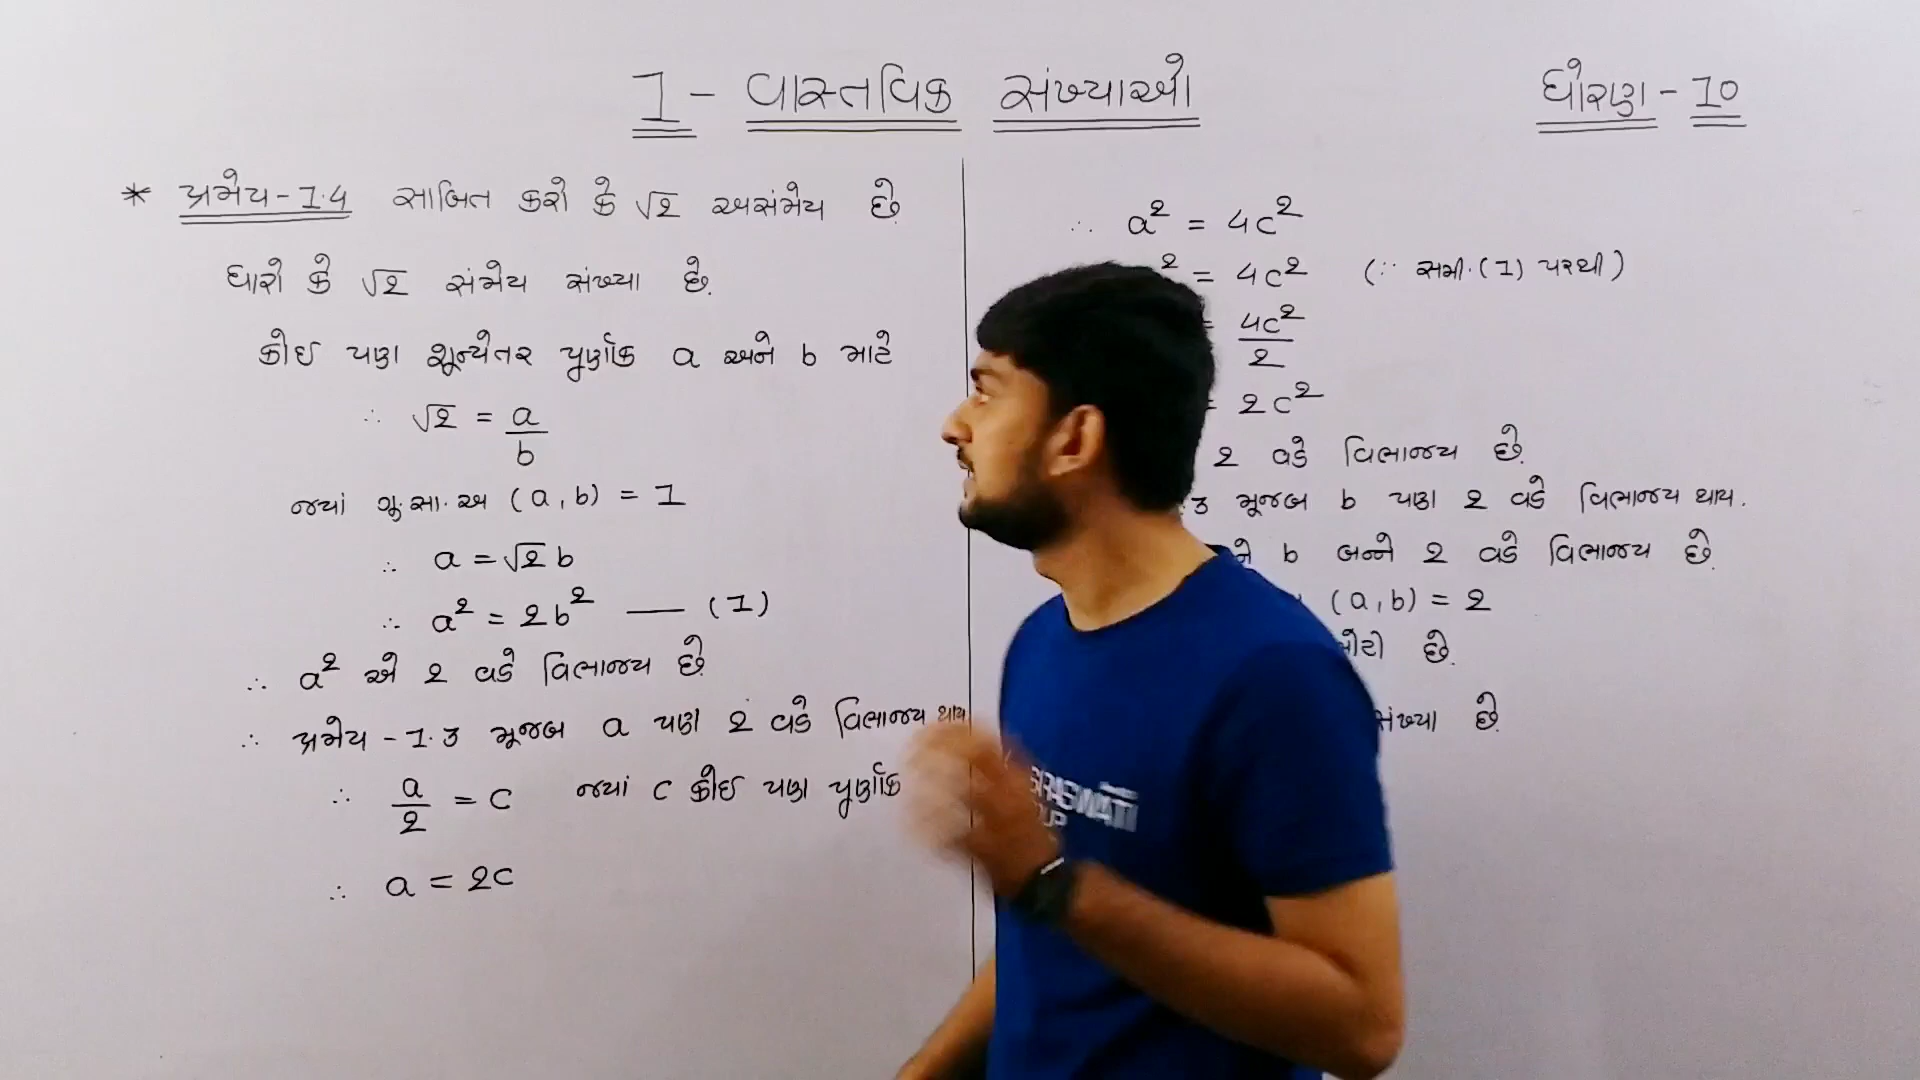 1 - વાસ્તવિક સંખ્યાઓ
ધોરણ - 10
* પ્રમેય - 1.4 સાબિત કરો કે √2 અસંમેય છે.
ધારો કે √2 સંમેય સંખ્યા છે.
કોઈ પણ શૂન્યેતર પૂર્ણાંક a અને b માટે
∴ √2 = a/b
જ્યાં ગુ.સા.અ (a, b) = 1
∴ a = √2 b
∴ a² = 2b² — (1)
∴ a² એ 2 વડે વિભાજ્ય છે.
∴ પ્રમેય - 1.3 મૂજબ a પણ 2 વડે વિભાજ્ય થાય
∴ a/2 = c જ્યાં c કોઈ પણ પૂર્ણાંક
∴ a = 2c
∴ a² = 4c²
² = 4c² (∵ સમી.(1) પરથી)
= 4c²/2
= 2c²
2 વડે વિભાજ્ય છે.
.3 મૂજબ b પણ 2 વડે વિભાજ્ય થાય.
b બન્ને 2 વડે વિભાજ્ય છે.
(a, b) = 2
છે.
સંખ્યા છે.